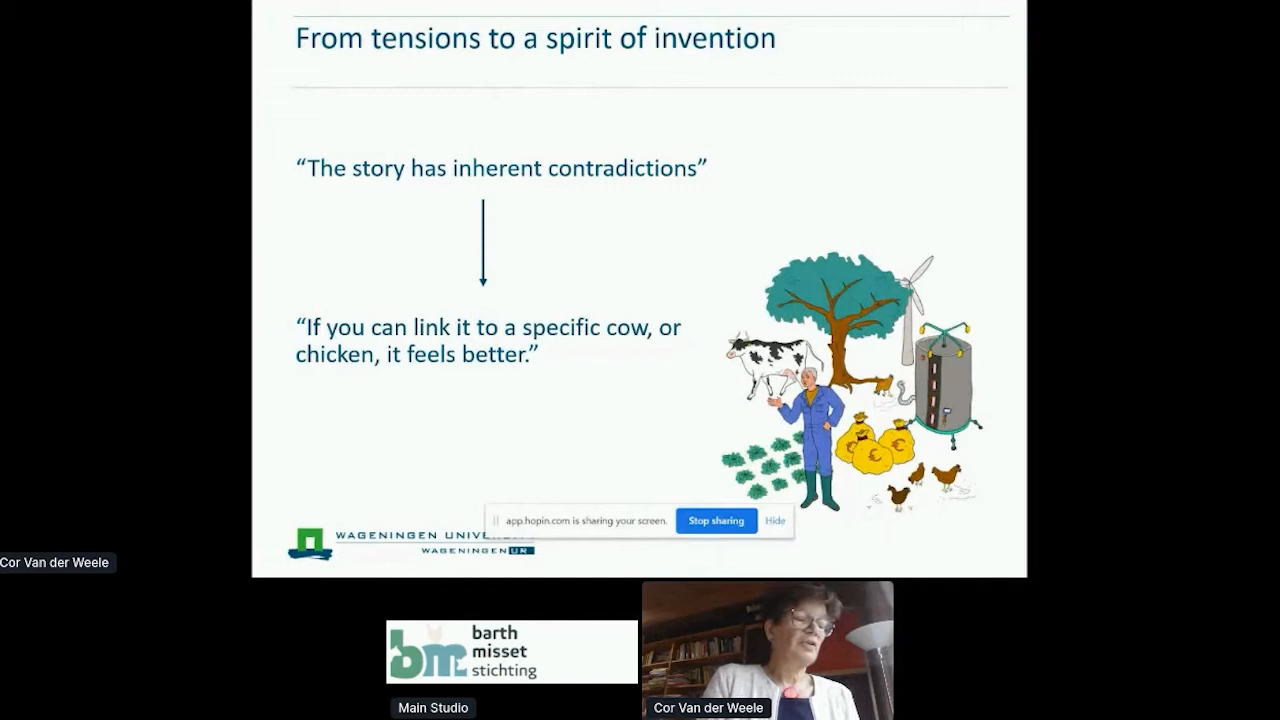 From tensions to a spirit of invention
“The story has inherent contradictions”
“If you can link it to a specific cow, or
chicken, it feels better.”
€
€
€
app.hopin.com is sharing your screen.
Stop sharing
Hide
WAGENINGEN
WAGENINGEN UR
Cor Van der Weele
bm
barth
misset
stichting
Main Studio
Cor Van der Weele